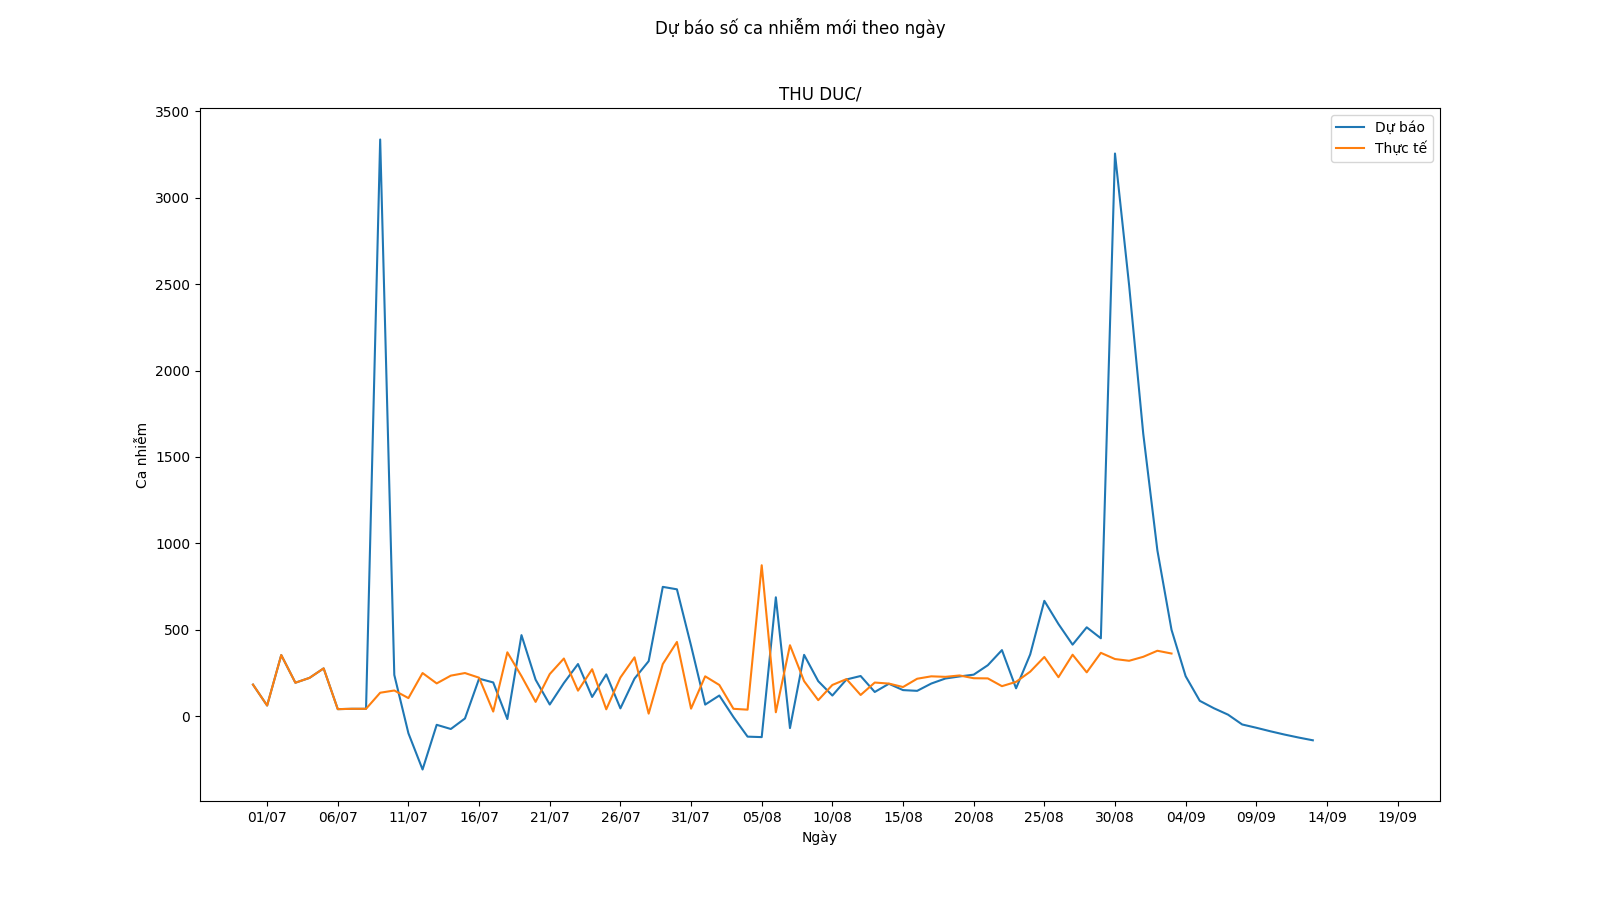 Dự báo số ca nhiễm mới theo ngày
THU DUC/
Dự báo
Thực tế
3500
3000
2500
2000
1500
1000
500
0
Ca nhiễm
01/07 06/07 11/07 16/07 21/07 26/07 31/07 05/08 10/08 15/08 20/08 25/08 30/08 04/09 09/09 14/09 19/09
Ngày